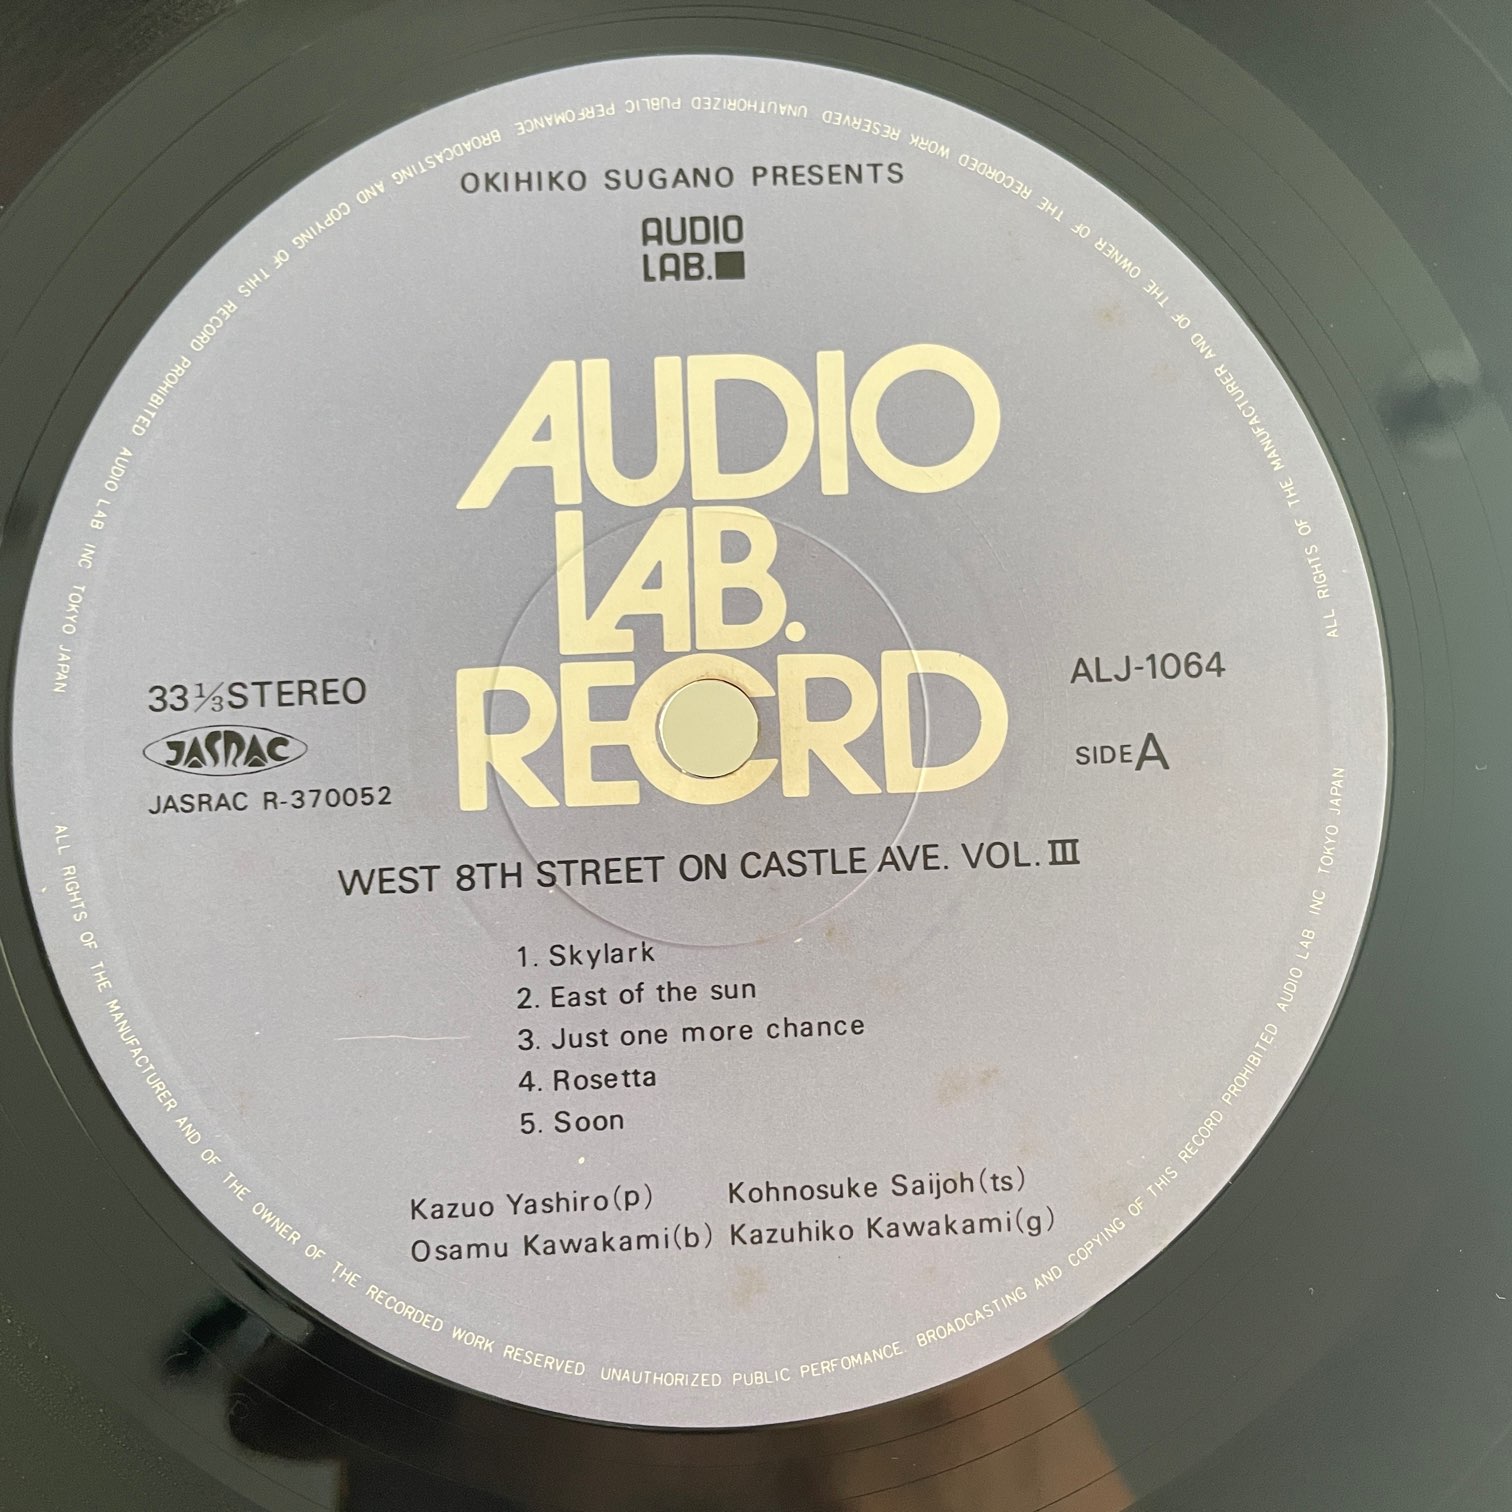 OKIHIKO SUGANO PRESENTS
AUDIO
LAB.
AUDIO
LAB.
RECRD
33 1/3 STEREO
JASRAC
JASRAC R-370052
ALJ-1064
SIDE A
WEST 8TH STREET ON CASTLE AVE. VOL. III
1. Skylark
2. East of the sun
3. Just one more chance
4. Rosetta
5. Soon
Kazuo Yashiro(p) Kohnosuke Saijoh(ts)
Osamu Kawakami(b) Kazuhiko Kawakami(g)
ALL RIGHTS OF THE MANUFACTURER AND OF THE OWNER OF THE RECORDED WORK RESERVED UNAUTHORIZED PUBLIC PERFOMANCE. BROADCASTING AND COPYING OF THIS RECORD PROHIBITED AUDIO LAB INC TOKYO JAPAN
ALL RIGHTS OF THE MANUFACTURER AND OF THE OWNER OF THE RECORDED WORK RESERVED UNAUTHORIZED PUBLIC PERFOMANCE BROADCASTING AND COPYING OF THIS RECORD PROHIBITED AUDIO LAB INC TOKYO JAPAN